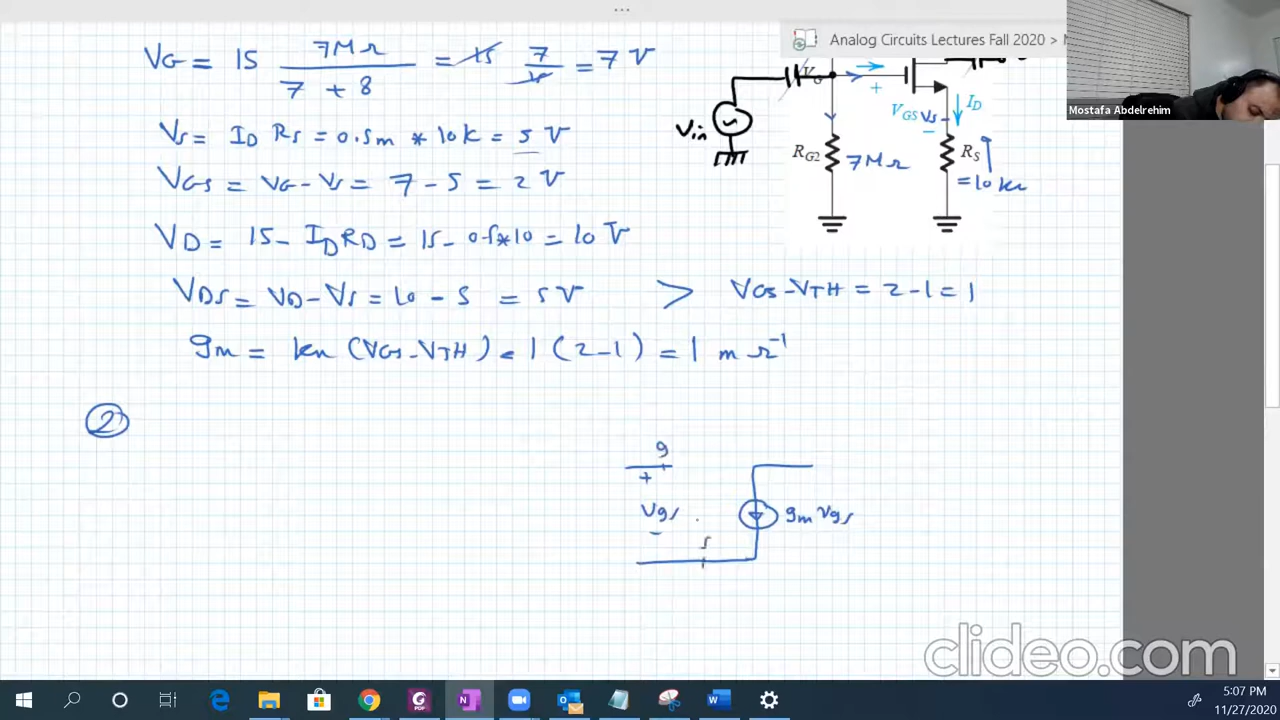 Analog Circuits Lectures Fall 2020 >
Mostafa Abdelrehim
VG = 15 7MΩ / 7 + 8 = 15 7/15 = 7 V
VS = ID RS = 0.5m * 10k = 5 V
VGS = VG - VS = 7 - 5 = 2 V
VD = 15 - ID RD = 15 - 0.5*10 = 10 V
VDS = VD - VS = 10 - 5 = 5V > VGS - VTH = 2 - 1 = 1
gm = kn (VGS - VTH) = 1 (2-1) = 1 m Ω-1
Vin
VG
+
VGS VS
-
ID
RG2 7MΩ
RS
= 10 kΩ
2
g
+
Vgs
-
s
gm Vgs
clideo.com
5:07 PM
11/27/2020